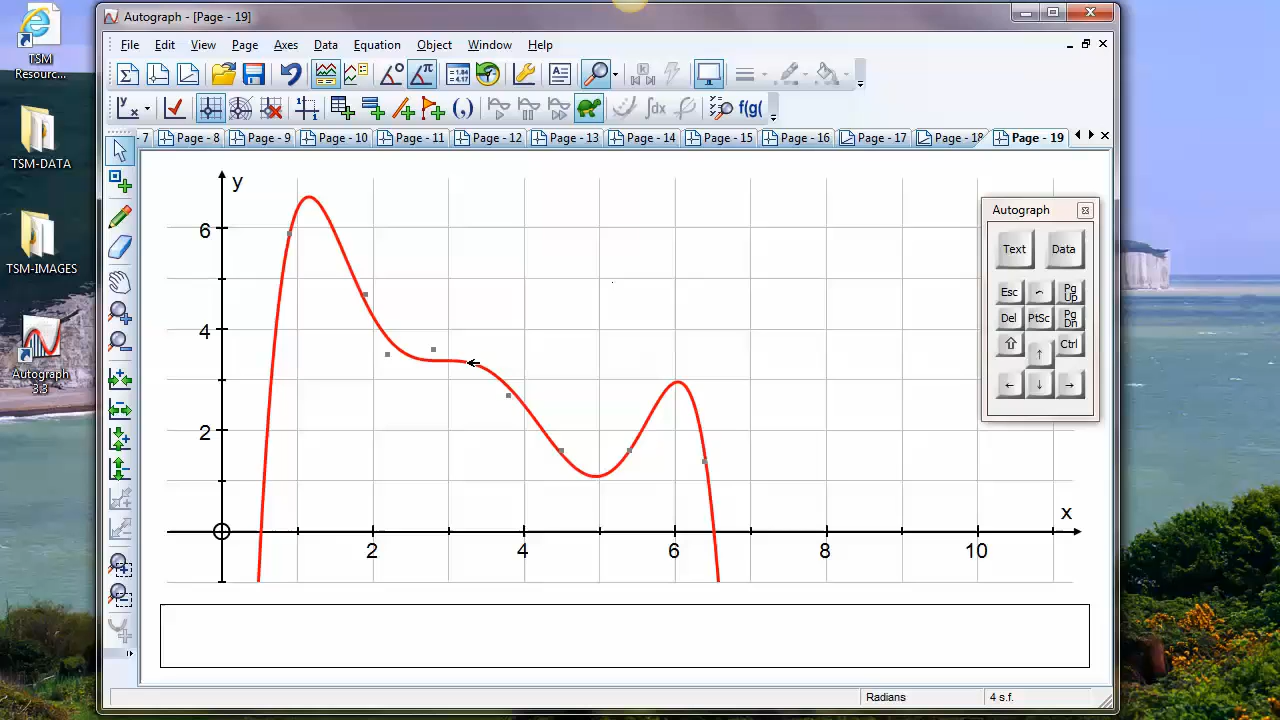 TSM
Resourc...
TSM-DATA
TSM-IMAGES
Autograph
3.3
Autograph - [Page - 19]
File Edit View Page Axes Data Equation Object Window Help
f(g(
7 Page - 8 Page - 9 Page - 10 Page - 11 Page - 12 Page - 13 Page - 14 Page - 15 Page - 16 Page - 17 Page - 18 Page - 19
y
6
4
2
x
2 4 6 8 10
Autograph
Text Data
Esc Pg Up
Del PtSc Pg Dn
Ctrl
Radians 4 s.f.